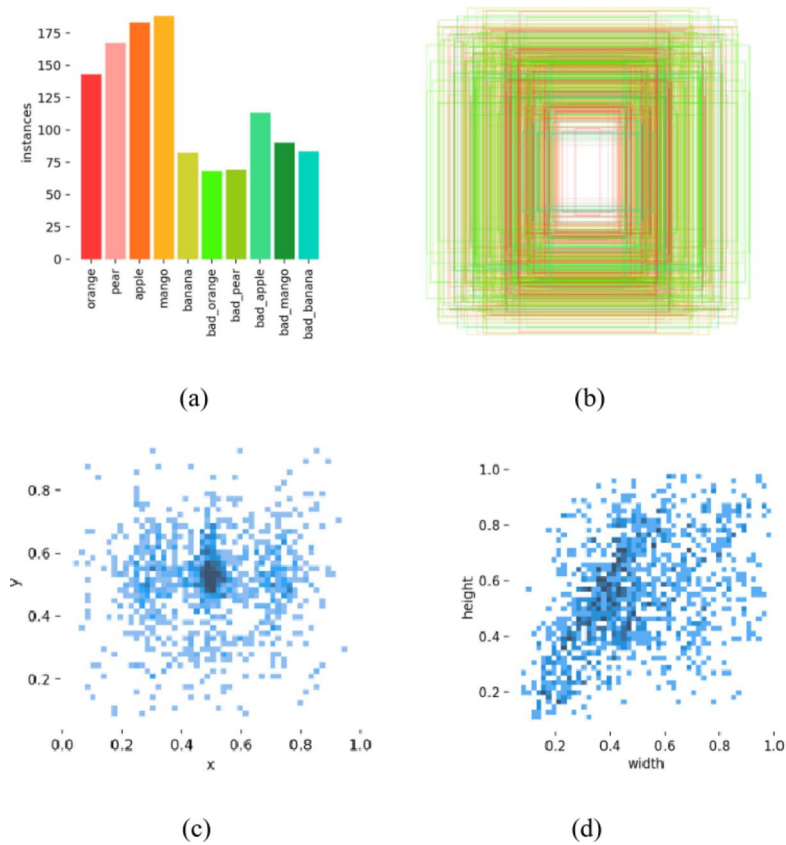 175
150
125
100
75
50
25
0
instances
orange
pear
apple
mango
banana
bad_orange
bad_pear
bad_apple
bad_mango
bad_banana
(a)
(b)
0.8
0.6
0.4
0.2
y
0.0 0.2 0.4 0.6 0.8 1.0
x
(c)
1.0
0.8
0.6
0.4
0.2
height
0.2 0.4 0.6 0.8 1.0
width
(d)